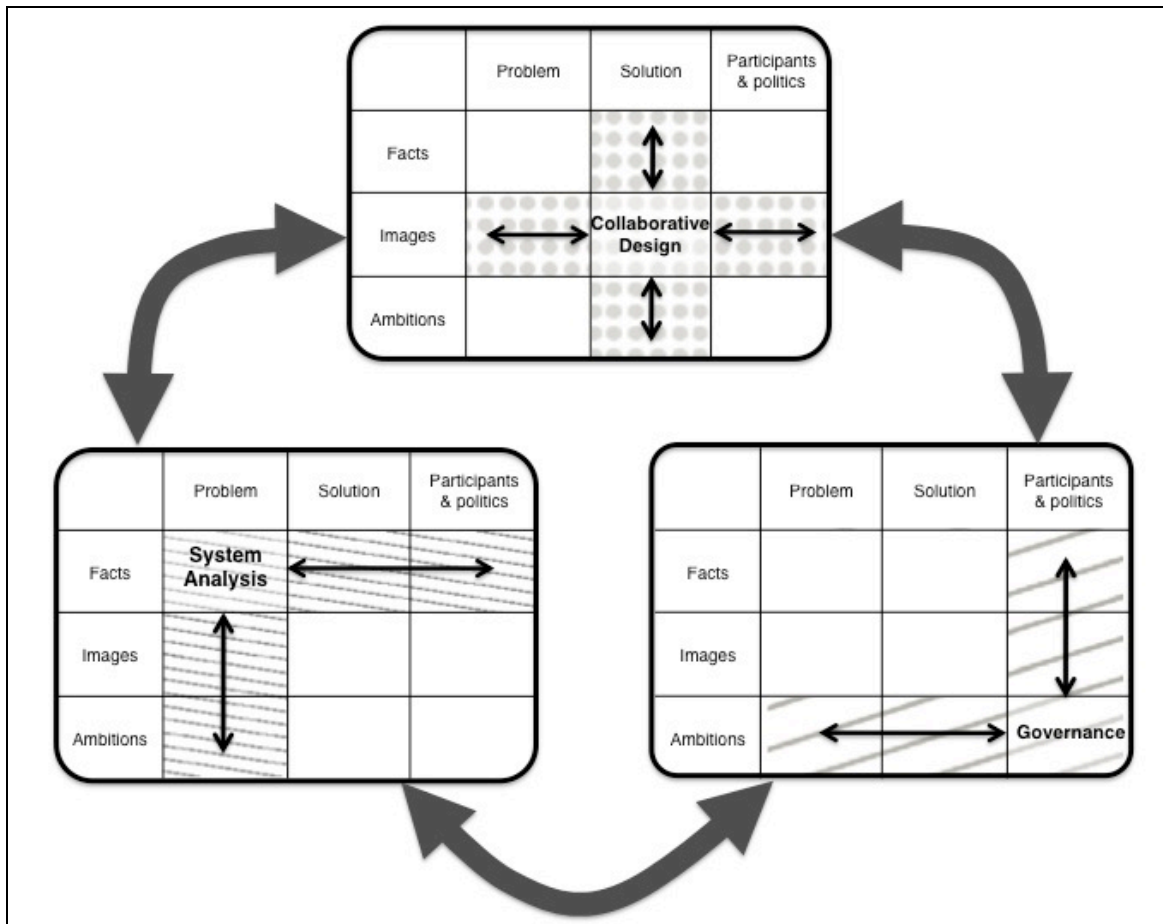 Problem
Solution
Participants
& politics
Facts
Images
Collaborative
Design
Ambitions
Problem
Solution
Participants
& politics
Facts
System
Analysis
Images
Ambitions
Problem
Solution
Participants
& politics
Facts
Images
Ambitions
Governance